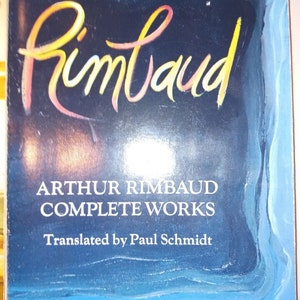 Rimbaud
ARTHUR RIMBAUD
COMPLETE WORKS
Translated by Paul Schmidt